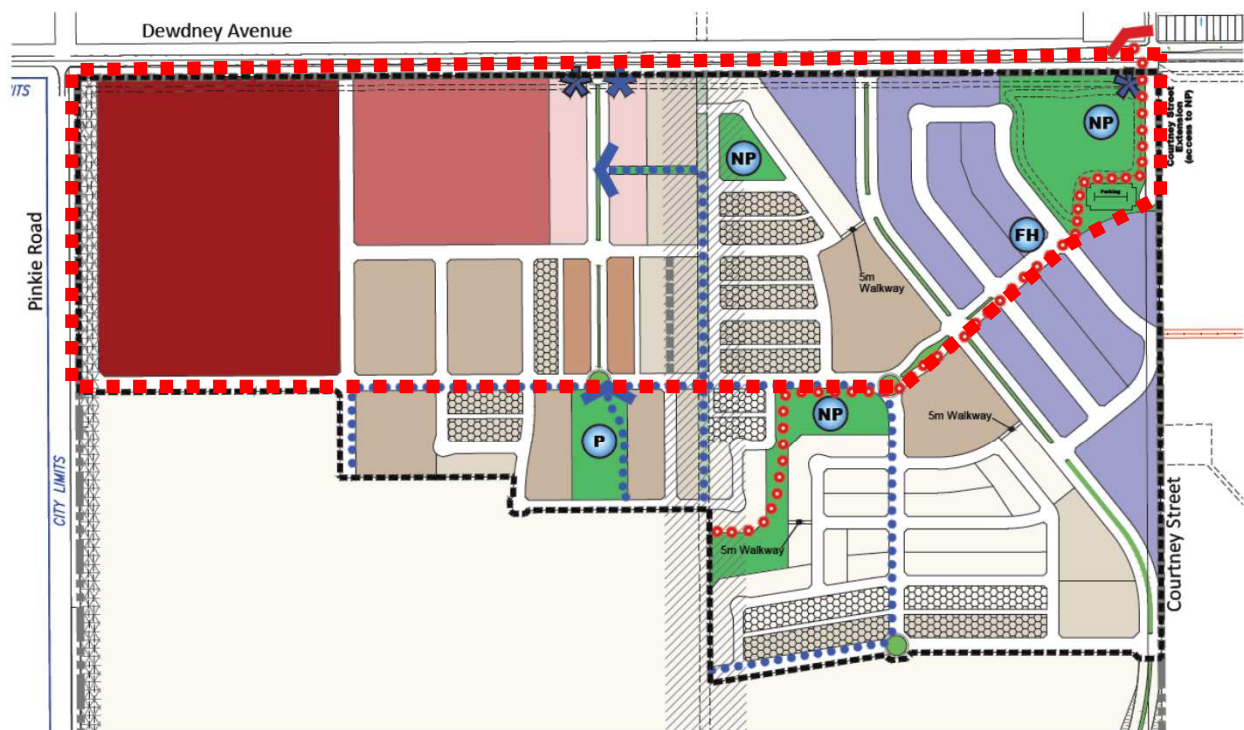 Dewdney Avenue
ITS
NP
NP
Courtney Street
Extension
(access to NP)
Parking
Pinkie Road
FH
5m
Walkway
NP
5m Walkway
P
CITY LIMITS
Courtney Street
5m Walkway